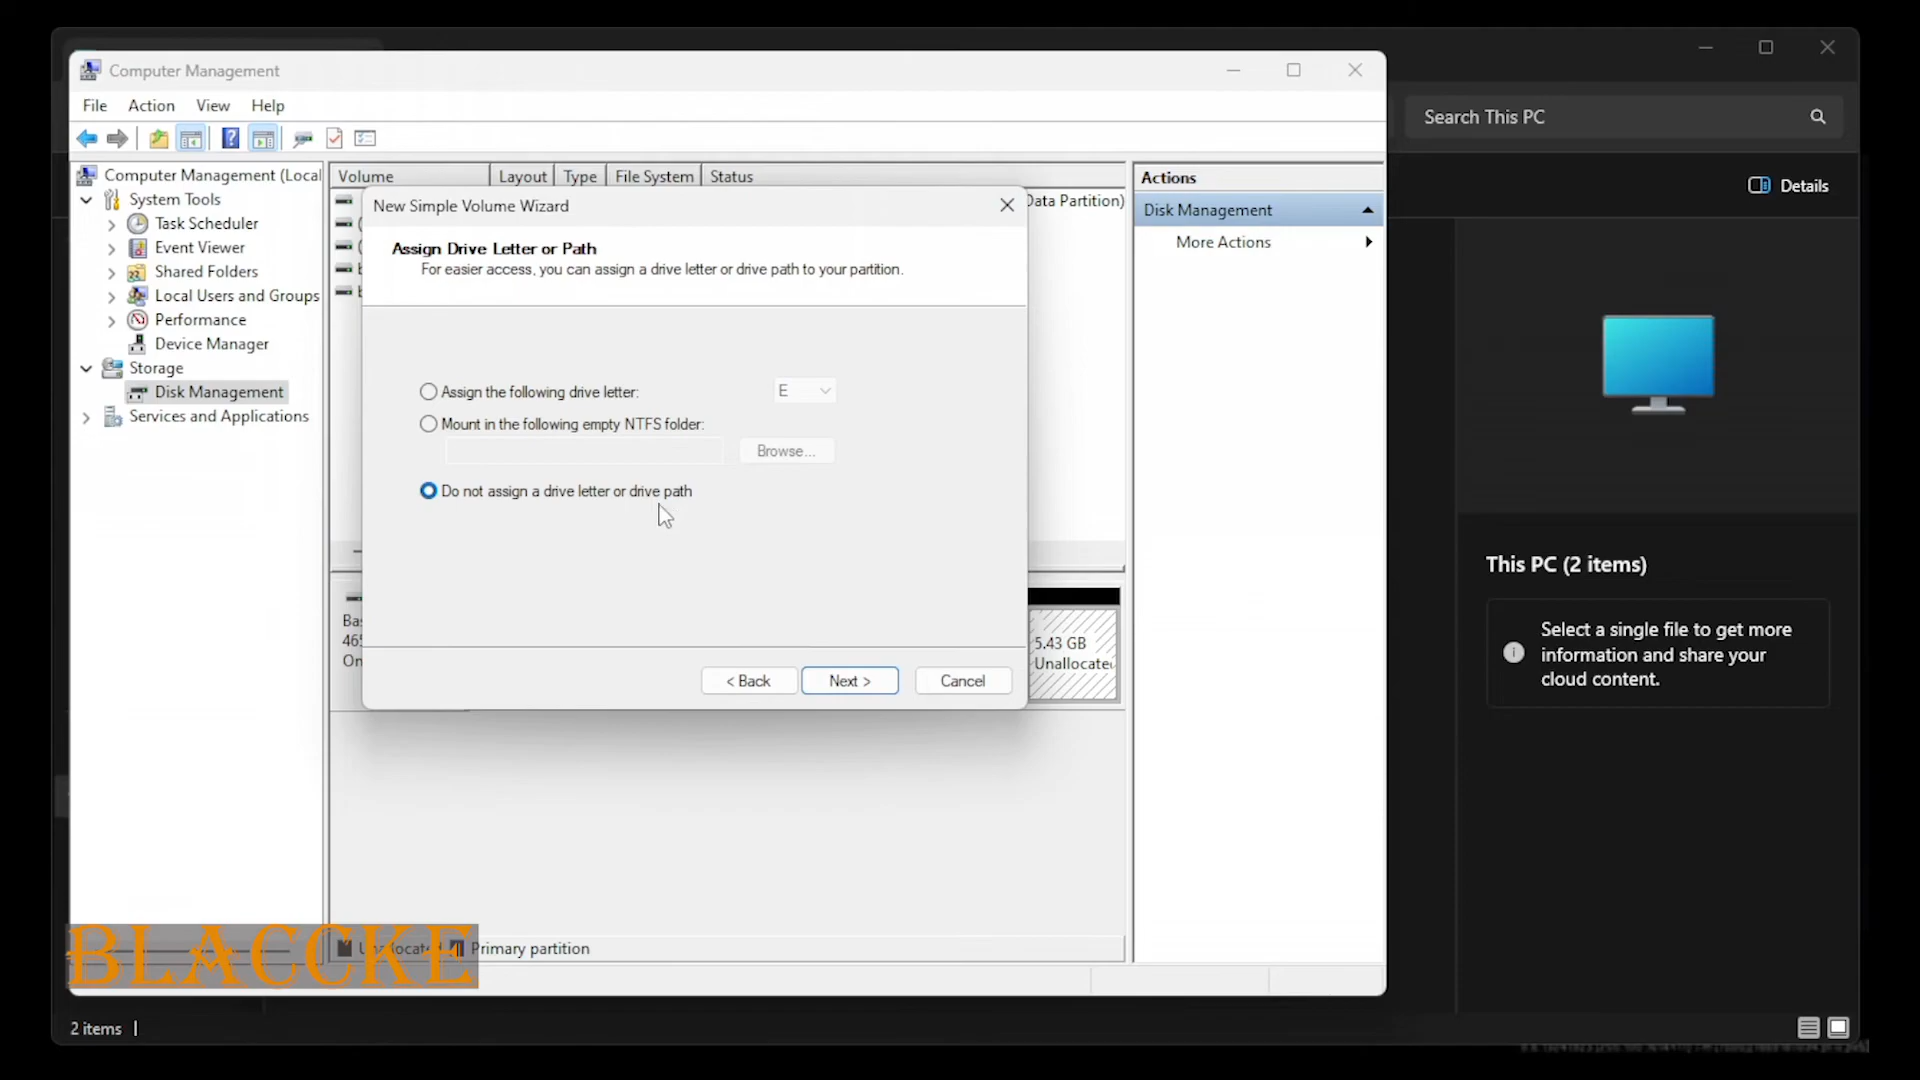 Computer Management
File Action View Help
Search This PC
Details
Computer Management (Local
System Tools
Task Scheduler
Event Viewer
Shared Folders
Local Users and Groups
Performance
Device Manager
Storage
Disk Management
Services and Applications
Volume Layout Type File System Status
Data Partition)
New Simple Volume Wizard
Assign Drive Letter or Path
For easier access, you can assign a drive letter or drive path to your partition.
Assign the following drive letter: E
Mount in the following empty NTFS folder:
Browse...
Do not assign a drive letter or drive path
< Back Next > Cancel
Bas
465
On
5.43 GB
Unallocated
Primary partition
Actions
Disk Management
More Actions
This PC (2 items)
Select a single file to get more
information and share your
cloud content.
BLACCKE
2 items